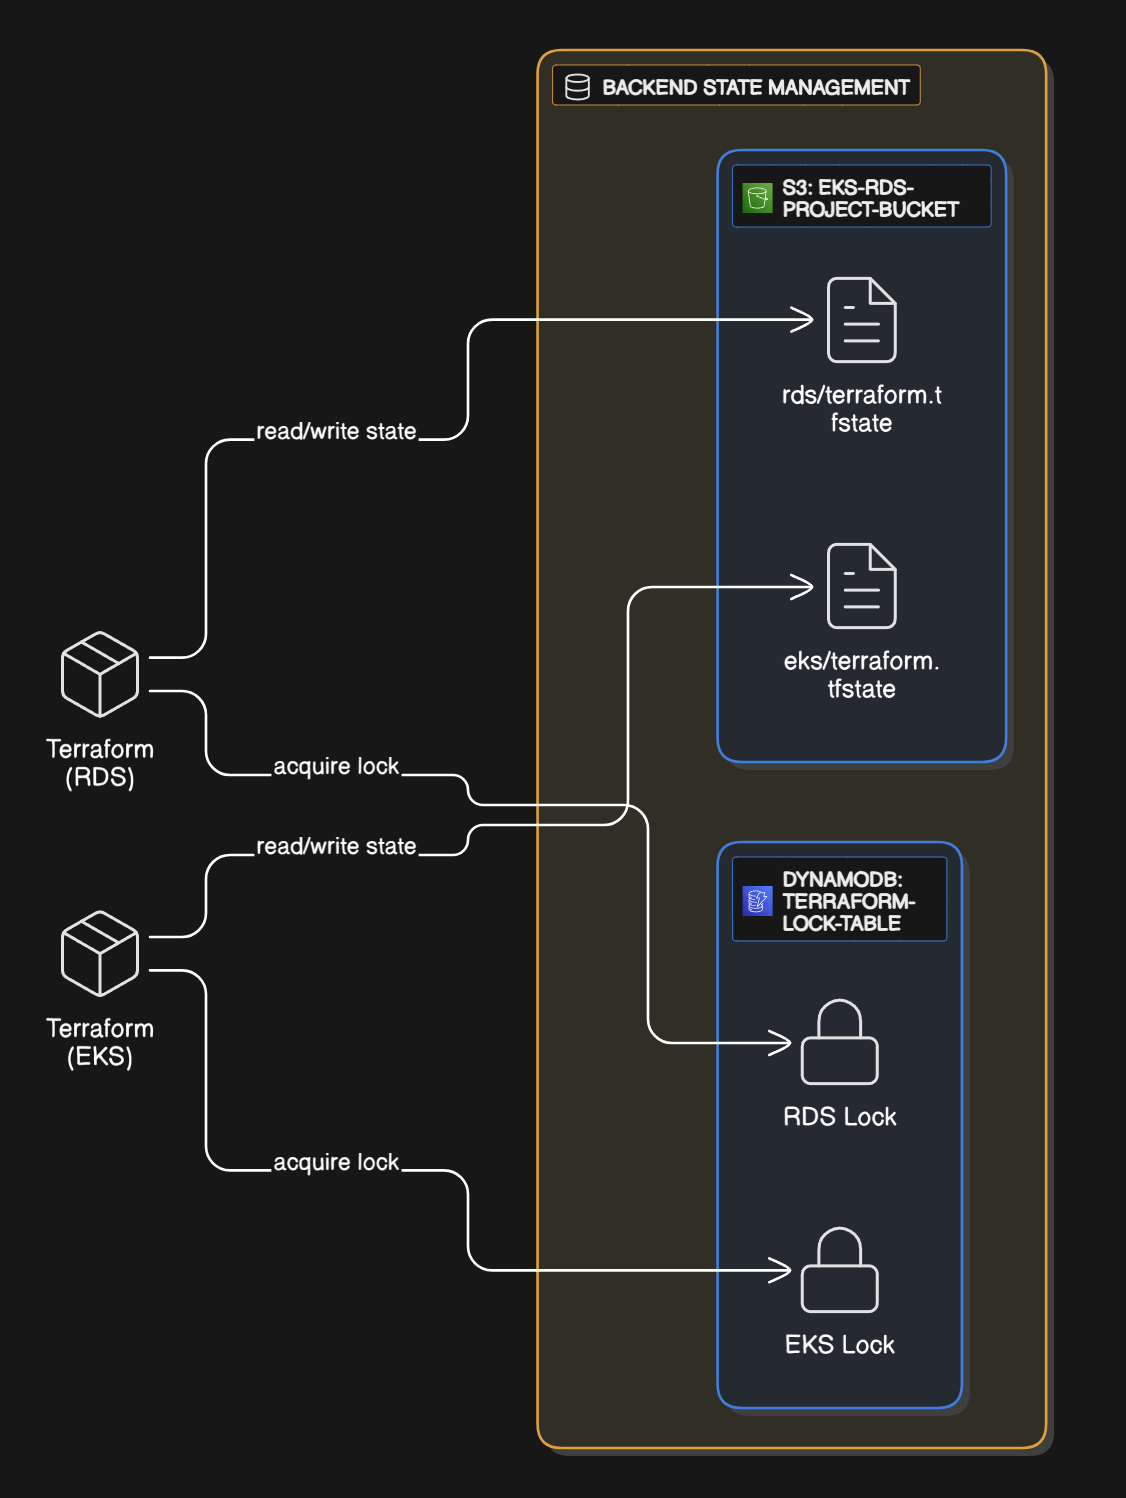 BACKEND STATE MANAGEMENT
S3: EKS-RDS-
PROJECT-BUCKET
rds/terraform.t
fstate
read/write state
eks/terraform.
tfstate
Terraform
(RDS)
acquire lock
read/write state
DYNAMODB:
TERRAFORM-
LOCK-TABLE
Terraform
(EKS)
RDS Lock
acquire lock
EKS Lock